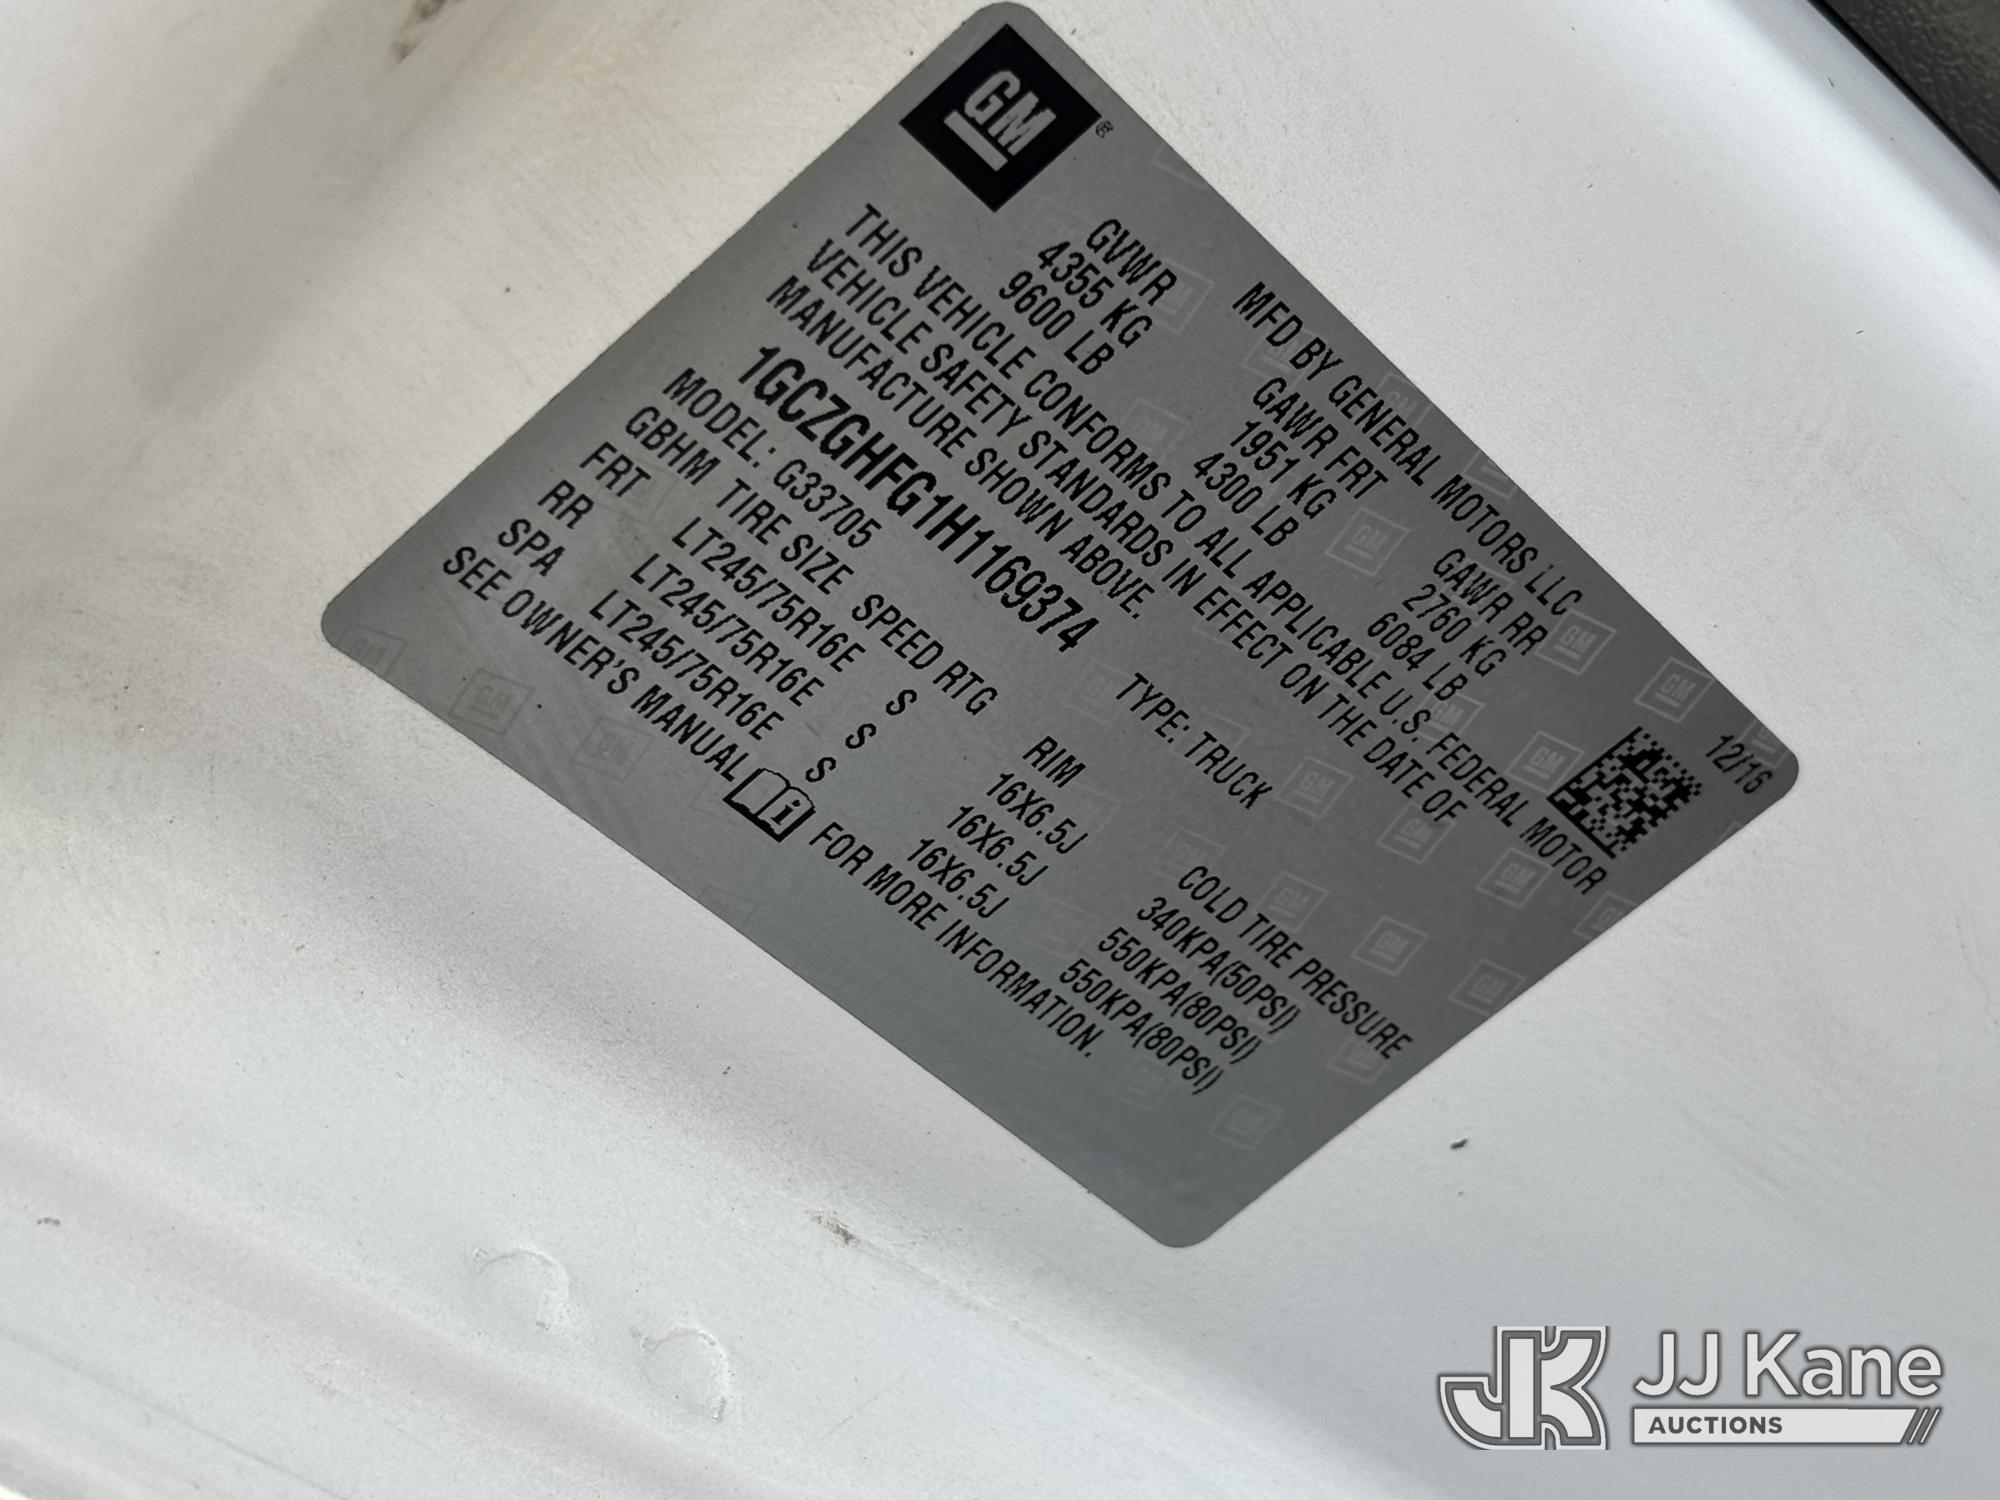 GM ®
MFD BY GENERAL MOTORS LLC 12/16
GVWR GAWR FRT GAWR RR
4355 KG 1951 KG 2760 KG
9600 LB 4300 LB 6084 LB
THIS VEHICLE CONFORMS TO ALL APPLICABLE U.S. FEDERAL MOTOR
VEHICLE SAFETY STANDARDS IN EFFECT ON THE DATE OF
MANUFACTURE SHOWN ABOVE.
1GCZGHFG1H1169374 TYPE: TRUCK
MODEL: G33705
GBHM TIRE SIZE SPEED RTG RIM COLD TIRE PRESSURE
FRT LT245/75R16E S 16X6.5J 340KPA(50PSI)
RR LT245/75R16E S 16X6.5J 550KPA(80PSI)
SPA LT245/75R16E S 16X6.5J 550KPA(80PSI)
SEE OWNER'S MANUAL FOR MORE INFORMATION.
JK JJ Kane
AUCTIONS